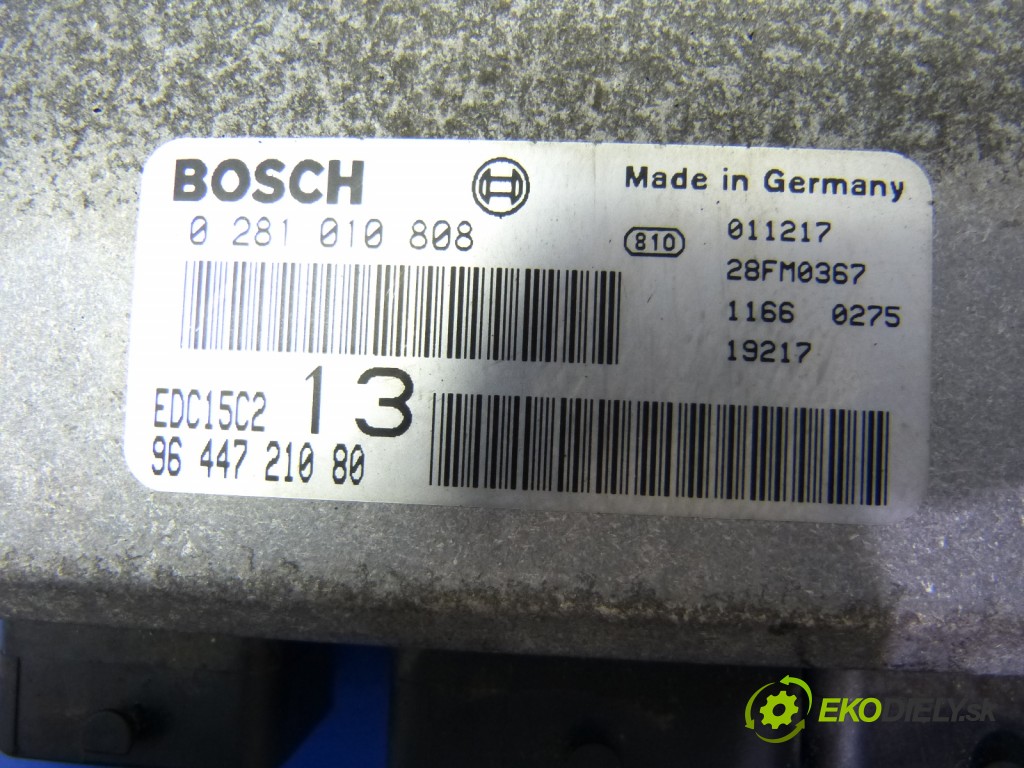 BOSCH
Made in Germany
0 281 010 808
810
011217
28FM0367
1166 0275
19217
EDC15C2
13
96 447 210 80
EKODIELY.sk